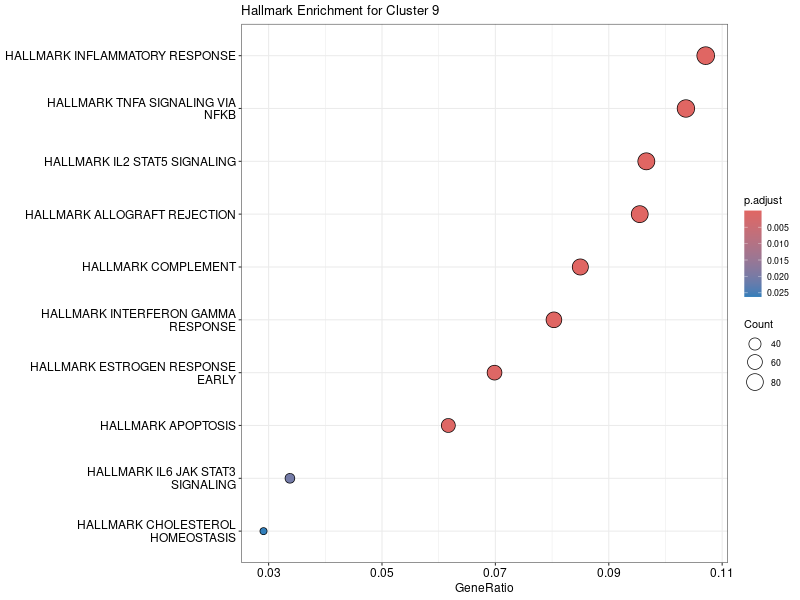 Hallmark Enrichment for Cluster 9
HALLMARK INFLAMMATORY RESPONSE
HALLMARK TNFA SIGNALING VIA
NFKB
HALLMARK IL2 STAT5 SIGNALING
HALLMARK ALLOGRAFT REJECTION
HALLMARK COMPLEMENT
HALLMARK INTERFERON GAMMA
RESPONSE
HALLMARK ESTROGEN RESPONSE
EARLY
HALLMARK APOPTOSIS
HALLMARK IL6 JAK STAT3
SIGNALING
HALLMARK CHOLESTEROL
HOMEOSTASIS
0.03 0.05 0.07 0.09 0.11
GeneRatio
p.adjust
0.005
0.010
0.015
0.020
0.025
Count
40
60
80